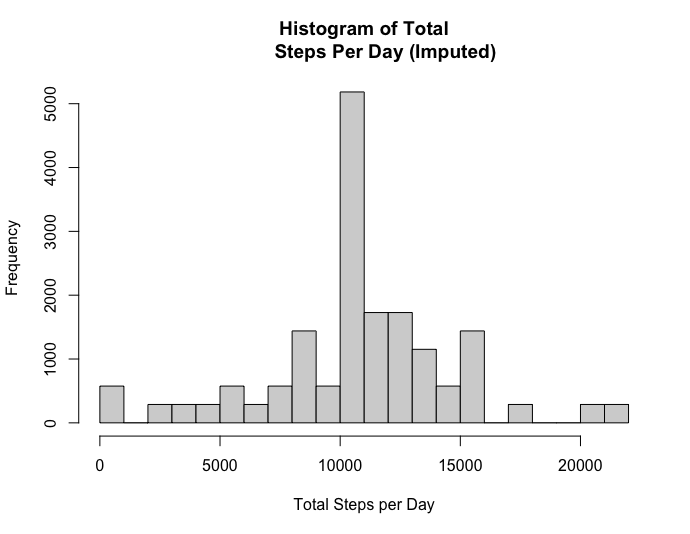 Histogram of Total
Steps Per Day (Imputed)
Frequency
5000
4000
3000
2000
1000
0
0 5000 10000 15000 20000
Total Steps per Day